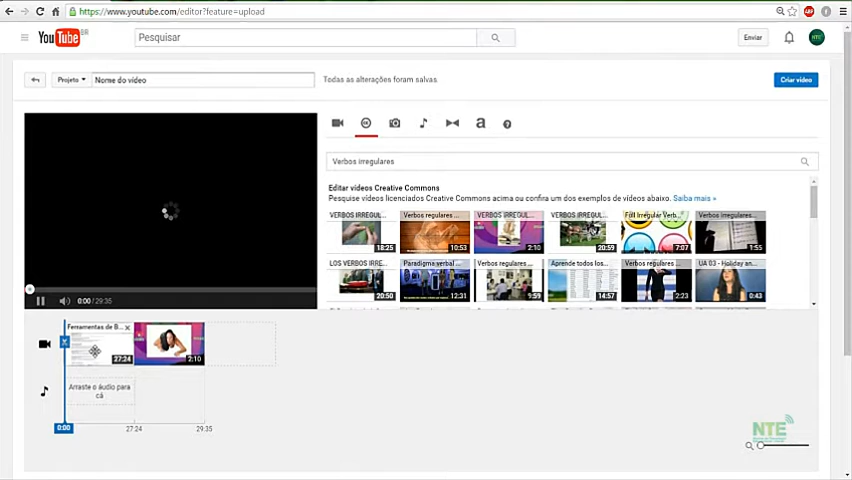 https://www.youtube.com/editor?feature=upload
YouTube BR
Pesquisar
Enviar
NTE
Projeto
Nome do vídeo
Todas as alterações foram salvas.
Criar vídeo
a
Verbos irregulares
Editar vídeos Creative Commons
Pesquise vídeos licenciados Creative Commons acima ou confira um dos exemplos de vídeos abaixo. Saiba mais »
VERBOS IRREGUL...
Verbos regulares ...
VERBOS IRREGUL...
VERBOS IRREGUL...
Full Irregular Verb...
Verbos irregulares...
18:25
10:53
2:10
20:59
7:07
1:55
LOS VERBOS IRRE...
Paradigma verbal ...
Verbos regulares ...
Aprende todos los...
Verbos regulares ...
UA 03 - Holiday an...
20:50
12:31
9:59
14:57
2:23
0:43
0:00 / 29:35
Ferramentas de B...
27:24
2:10
Arraste o áudio para
cá
0:00
27:24
29:35
NTE